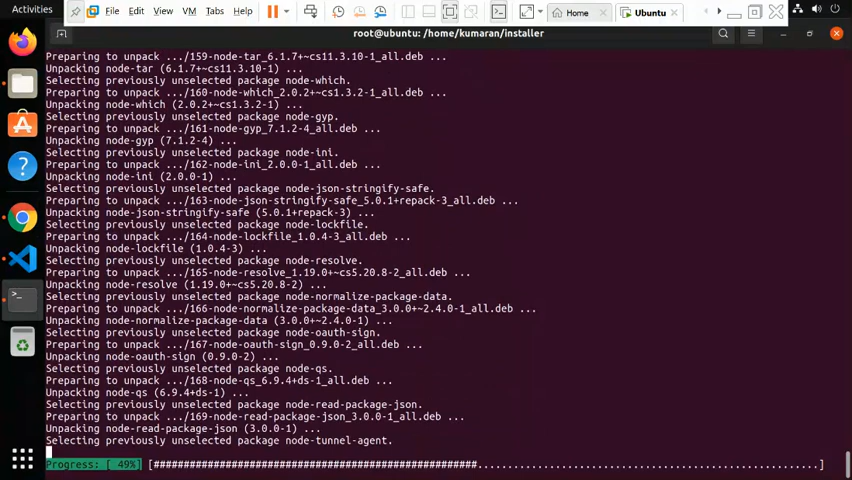 Activities
File Edit View VM Tabs Help
Home
Ubuntu
root@ubuntu: /home/kumaran/installer
Preparing to unpack .../159-node-tar_6.1.7+~cs11.3.10-1_all.deb ...
Unpacking node-tar (6.1.7+~cs11.3.10-1) ...
Selecting previously unselected package node-which.
Preparing to unpack .../160-node-which_2.0.2+~cs1.3.2-1_all.deb ...
Unpacking node-which (2.0.2+~cs1.3.2-1) ...
Selecting previously unselected package node-gyp.
Preparing to unpack .../161-node-gyp_7.1.2-4_all.deb ...
Unpacking node-gyp (7.1.2-4) ...
Selecting previously unselected package node-ini.
Preparing to unpack .../162-node-ini_2.0.0-1_all.deb ...
Unpacking node-ini (2.0.0-1) ...
Selecting previously unselected package node-json-stringify-safe.
Preparing to unpack .../163-node-json-stringify-safe_5.0.1+repack-3_all.deb ...
Unpacking node-json-stringify-safe (5.0.1+repack-3) ...
Selecting previously unselected package node-lockfile.
Preparing to unpack .../164-node-lockfile_1.0.4-3_all.deb ...
Unpacking node-lockfile (1.0.4-3) ...
Selecting previously unselected package node-resolve.
Preparing to unpack .../165-node-resolve_1.19.0+~cs5.20.8-2_all.deb ...
Unpacking node-resolve (1.19.0+~cs5.20.8-2) ...
Selecting previously unselected package node-normalize-package-data.
Preparing to unpack .../166-node-normalize-package-data_3.0.0+~2.4.0-1_all.deb ...
Unpacking node-normalize-package-data (3.0.0+~2.4.0-1) ...
Selecting previously unselected package node-oauth-sign.
Preparing to unpack .../167-node-oauth-sign_0.9.0-2_all.deb ...
Unpacking node-oauth-sign (0.9.0-2) ...
Selecting previously unselected package node-qs.
Preparing to unpack .../168-node-qs_6.9.4+ds-1_all.deb ...
Unpacking node-qs (6.9.4+ds-1) ...
Selecting previously unselected package node-read-package-json.
Preparing to unpack .../169-node-read-package-json_3.0.0-1_all.deb ...
Unpacking node-read-package-json (3.0.0-1) ...
Selecting previously unselected package node-tunnel-agent.
Progress: [ 49%] [######################################################.........................................................]